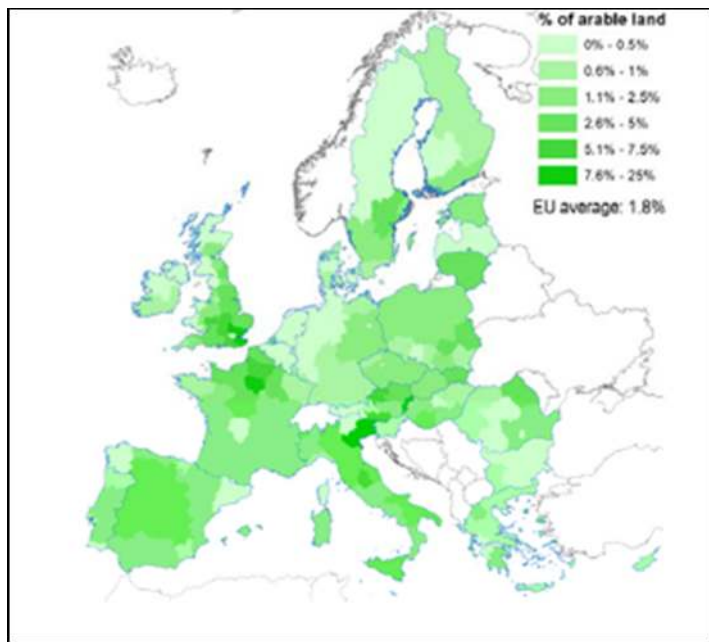 % of arable land
0% - 0.5%
0.6% - 1%
1.1% - 2.5%
2.6% - 5%
5.1% - 7.5%
7.6% - 25%
EU average: 1.8%